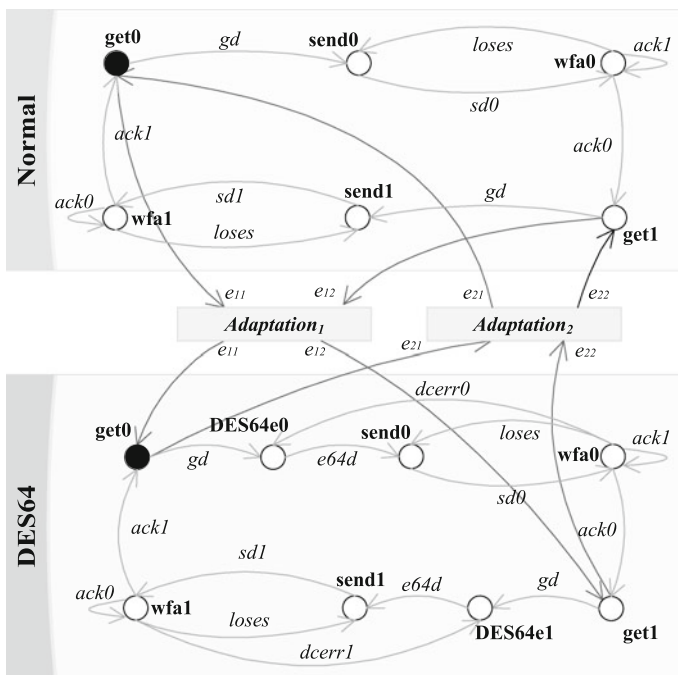 Normal
get0
gd
send0
loses
ack1
wfa0
sd0
ack1
ack0
ack0
wfa1
sd1
send1
gd
loses
get1
e11
e12
e21
e22
Adaptation1
Adaptation2
e11
e12
e21
e22
DES64
dcerr0
get0
DES64e0
send0
loses
ack1
wfa0
gd
e64d
sd0
ack1
ack0
sd1
ack0
wfa1
send1
e64d
gd
loses
DES64e1
get1
dcerr1